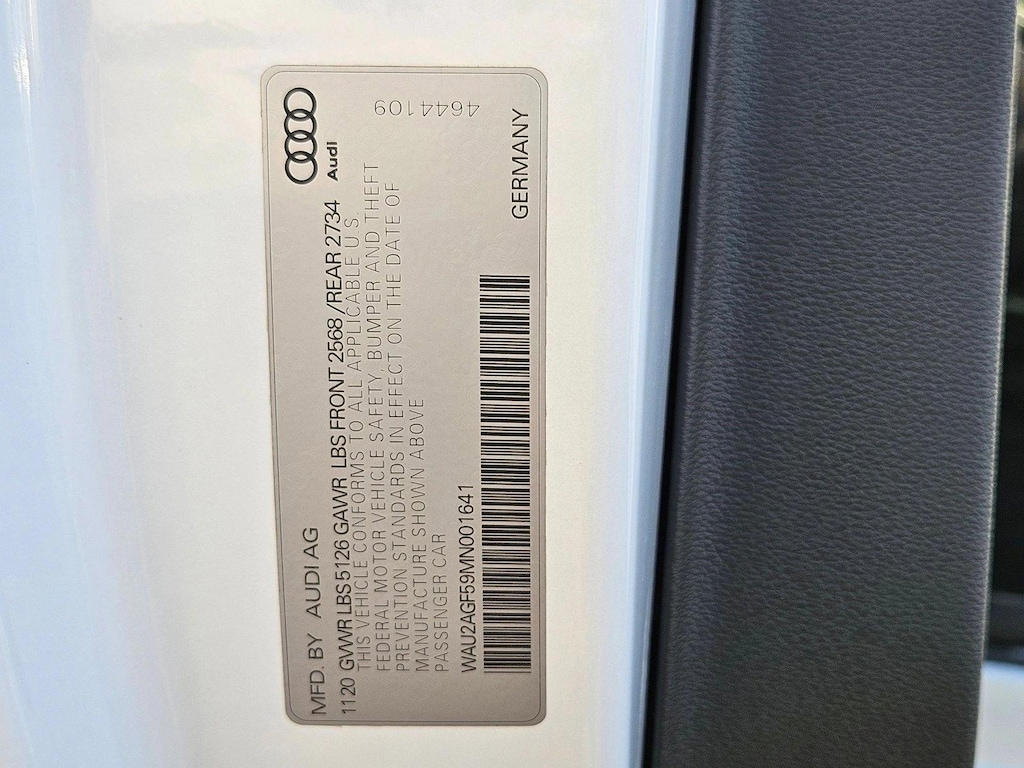 MFD. BY AUDI AG
1120 GVWR LBS 5126 GAWR LBS FRONT 2568 /REAR 2734
THIS VEHICLE CONFORMS TO ALL APPLICABLE U.S.
FEDERAL MOTOR VEHICLE SAFETY, BUMPER AND THEFT
PREVENTION STANDARDS IN EFFECT ON THE DATE OF
MANUFACTURE SHOWN ABOVE
PASSENGER CAR
WAU2AGF59MN001641
Audi
4644109
GERMANY